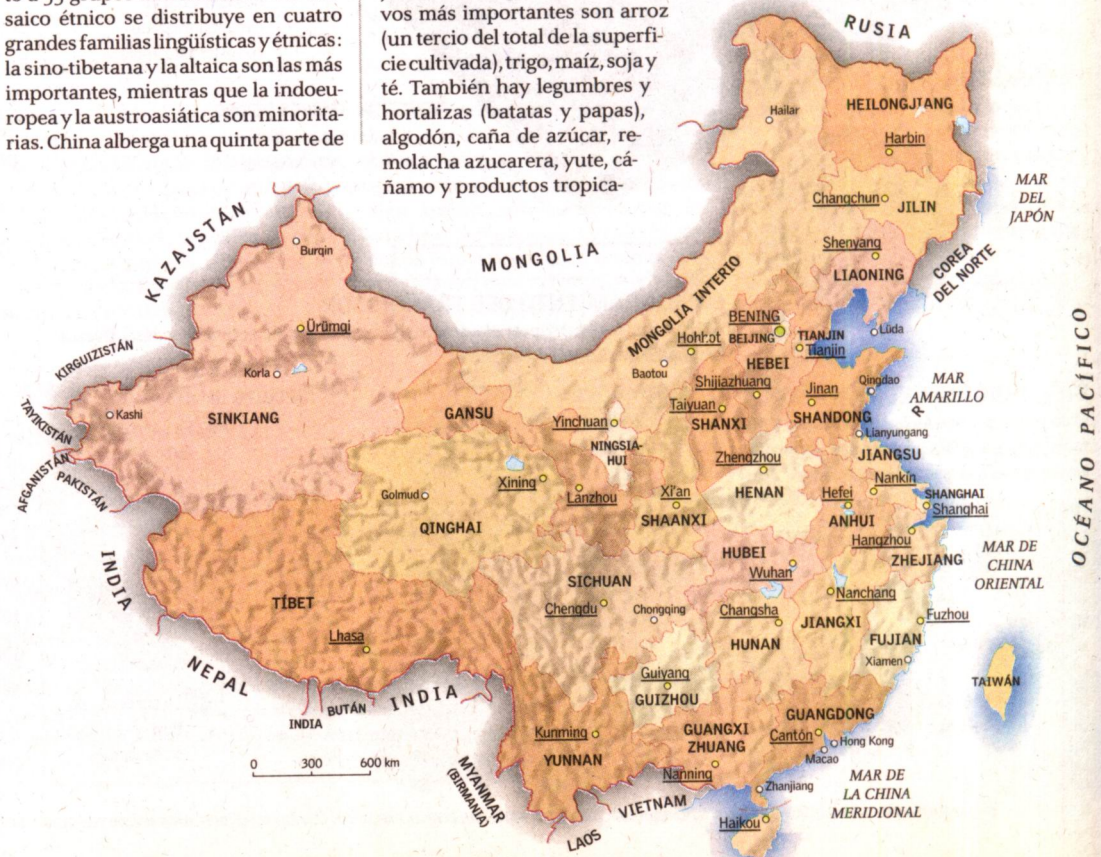 saico étnico se distribuye en cuatro
grandes familias lingüísticas y étnicas:
la sino-tibetana y la altaica son las más
importantes, mientras que la indoeu-
ropea y la austroasiática son minorita-
rias. China alberga una quinta parte de
vos más importantes son arroz
(un tercio del total de la superfi-
cie cultivada), trigo, maíz, soja y
té. También hay legumbres y
hortalizas (batatas y papas),
algodón, caña de azúcar, re-
molacha azucarera, yute, cá-
ñamo y productos tropica-
RUSIA
Hailar
HEILONGJIANG
Harbin
Changchun
JILIN
MAR
DEL
JAPÓN
Shenyang
LIAONING
COREA
DEL NORTE
KAZAJSTÁN
MONGOLIA
Burqin
Ürümqi
MONGOLIA INTERIO
BENING
BEIJING
TIANJIN
Tianjin
Lüda
Hohhot
Baotou
HEBEI
KIRGUIZISTÁN
Korla
Shijiazhuang
Jinan
Qingdao
MAR
AMARILLO
R
OCÉANO PACÍFICO
TAYIKISTÁN
Kashi
SINKIANG
GANSU
Yinchuan
Taiyuan
SHANXI
SHANDONG
Lianyungang
NINGSIA-
HUI
JIANGSU
AFGANISTÁN
PAKISTÁN
Golmud
Xining
Lanzhou
Zhengzhou
Xi'an
HENAN
Hefei
Nankín
SHANGHAI
Shanghai
QINGHAI
SHAANXI
ANHUI
Hangzhou
ZHEJIANG
INDIA
HUBEI
Wuhan
MAR DE
CHINA
ORIENTAL
TÍBET
SICHUAN
Chengdu
Chongqing
Changsha
Nanchang
JIANGXI
Fuzhou
Lhasa
HUNAN
FUJIAN
Xiamen
NEPAL
Guiyang
GUIZHOU
TAIWÁN
INDIA
BUTÁN
INDIA
GUANGDONG
Kunming
YUNNAN
GUANGXI
ZHUANG
Cantón
Hong Kong
Macao
0 300 600 km
MYANMAR
(BIRMANIA)
Nanning
Zhanjiang
MAR DE
LA CHINA
MERIDIONAL
VIETNAM
LAOS
Haikou